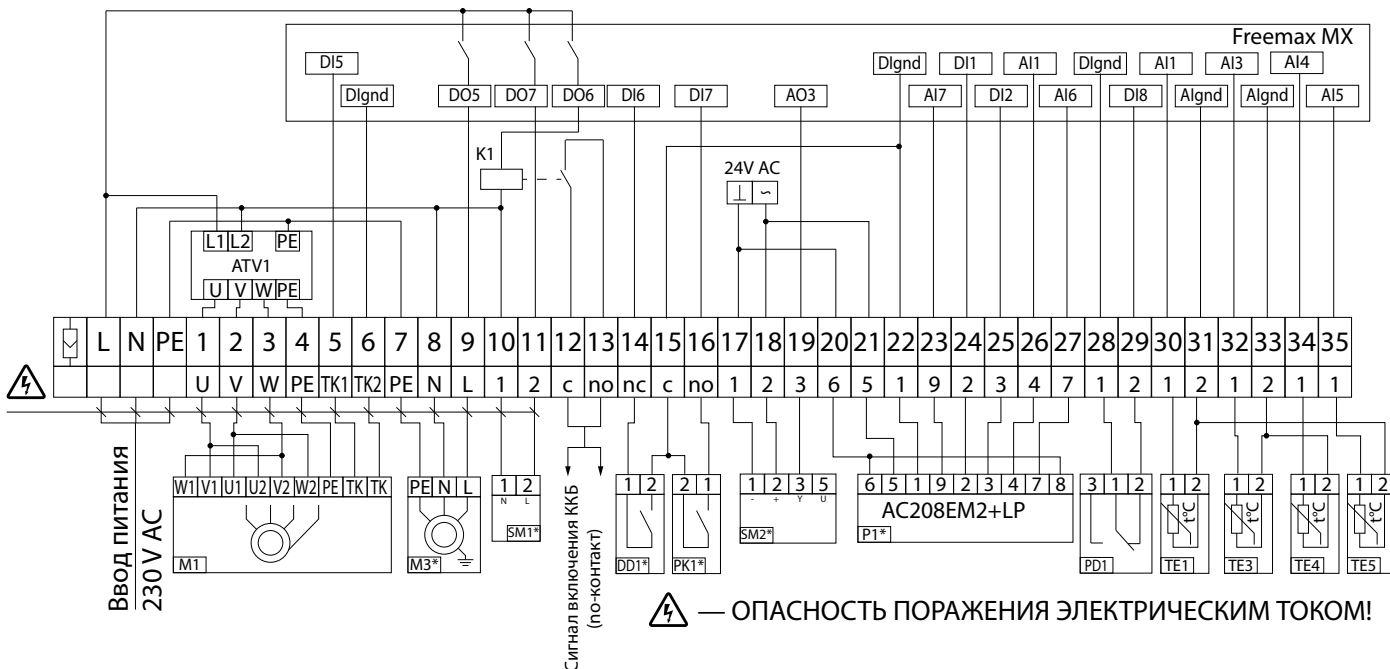 Freemax MX
DI5 DIgnd DI1 AI1 DIgnd AI1 AI3 AI4
DIgnd DO5 DO7 DO6 DI6 DI7 AO3 AI7 DI2 AI6 DI8 AIgnd AIgnd AI5
K1
24V AC
⊥ ~
L1 L2 PE
ATV1
U V W PE
L N PE 1 2 3 4 5 6 7 8 9 10 11 12 13 14 15 16 17 18 19 20 21 22 23 24 25 26 27 28 29 30 31 32 33 34 35
U V W PE TK1 TK2 PE N L 1 2 c no nc c no 1 2 3 6 5 1 9 2 3 4 7 1 2 1 2 1 2 1 1
Ввод питания
230 V AC
W1 V1 U1 U2 V2 W2 PE TK TK
M1
PE N L
M3*
1 2
N L
SM1*
Сигнал включения ККБ
(no-контакт)
1 2
DD1*
2 1
PK1*
1 2 3 5
- + Y U
SM2*
6 5 1 9 2 3 4 7 8
AC208EM2+LP
P1*
3 1 2
PD1
1 2
t°C
TE1
1 2
t°C
TE3
1 2
t°C
TE4
1 2
t°C
TE5
— ОПАСНОСТЬ ПОРАЖЕНИЯ ЭЛЕКТРИЧЕСКИМ ТОКОМ!